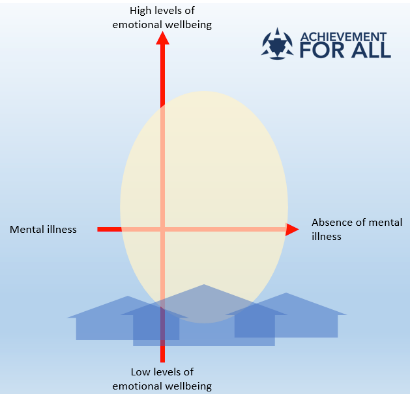 High levels of
emotional wellbeing
ACHIEVEMENT
FOR ALL
Mental illness
Absence of mental
illness
Low levels of
emotional wellbeing